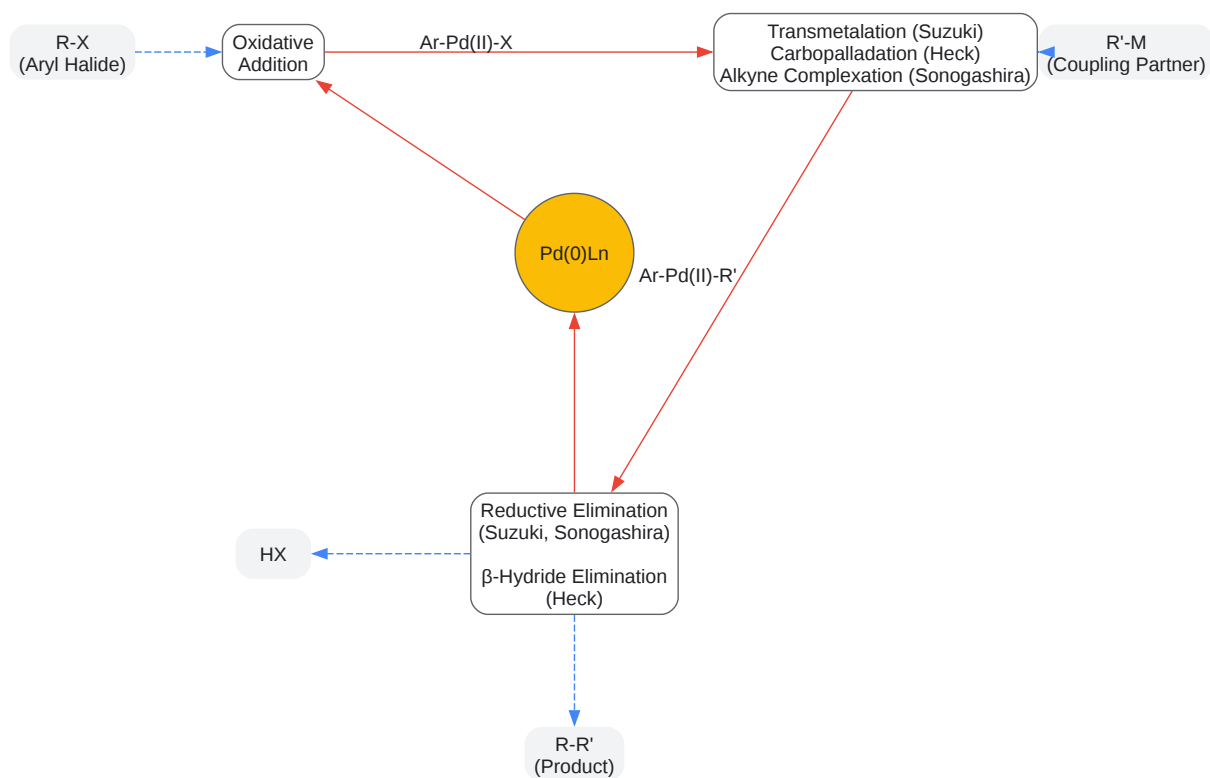 R-X
(Aryl Halide)
Oxidative
Addition
Ar-Pd(II)-X
Transmetalation (Suzuki)
Carbopalladation (Heck)
Alkyne Complexation (Sonogashira)
R'-M
(Coupling Partner)
Pd(0)Ln
Ar-Pd(II)-R'
Reductive Elimination
(Suzuki, Sonogashira)
β-Hydride Elimination
(Heck)
HX
R-R'
(Product)